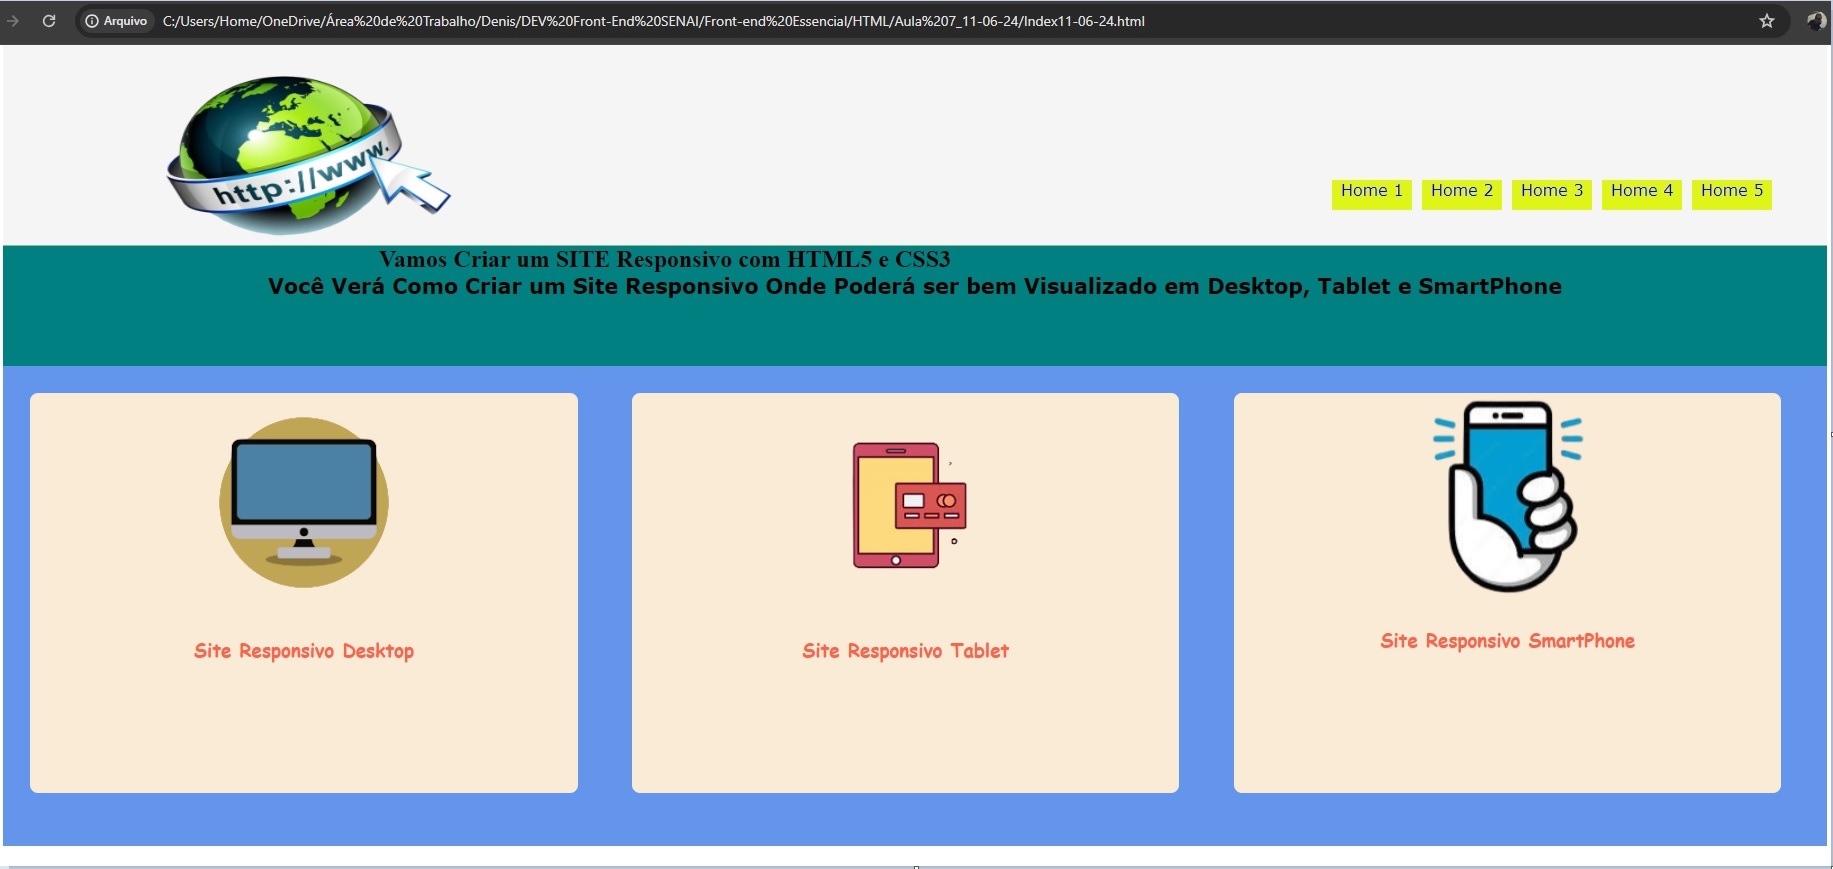 Arquivo C:/Users/Home/OneDrive/Área%20de%20Trabalho/Denis/DEV%20Front-End%20SENAI/Front-end%20Essencial/HTML/Aula%207_11-06-24/Index11-06-24.html
http://www.
Home 1 Home 2 Home 3 Home 4 Home 5
Vamos Criar um SITE Responsivo com HTML5 e CSS3
Você Verá Como Criar um Site Responsivo Onde Poderá ser bem Visualizado em Desktop, Tablet e SmartPhone
Site Responsivo Desktop
Site Responsivo Tablet
Site Responsivo SmartPhone